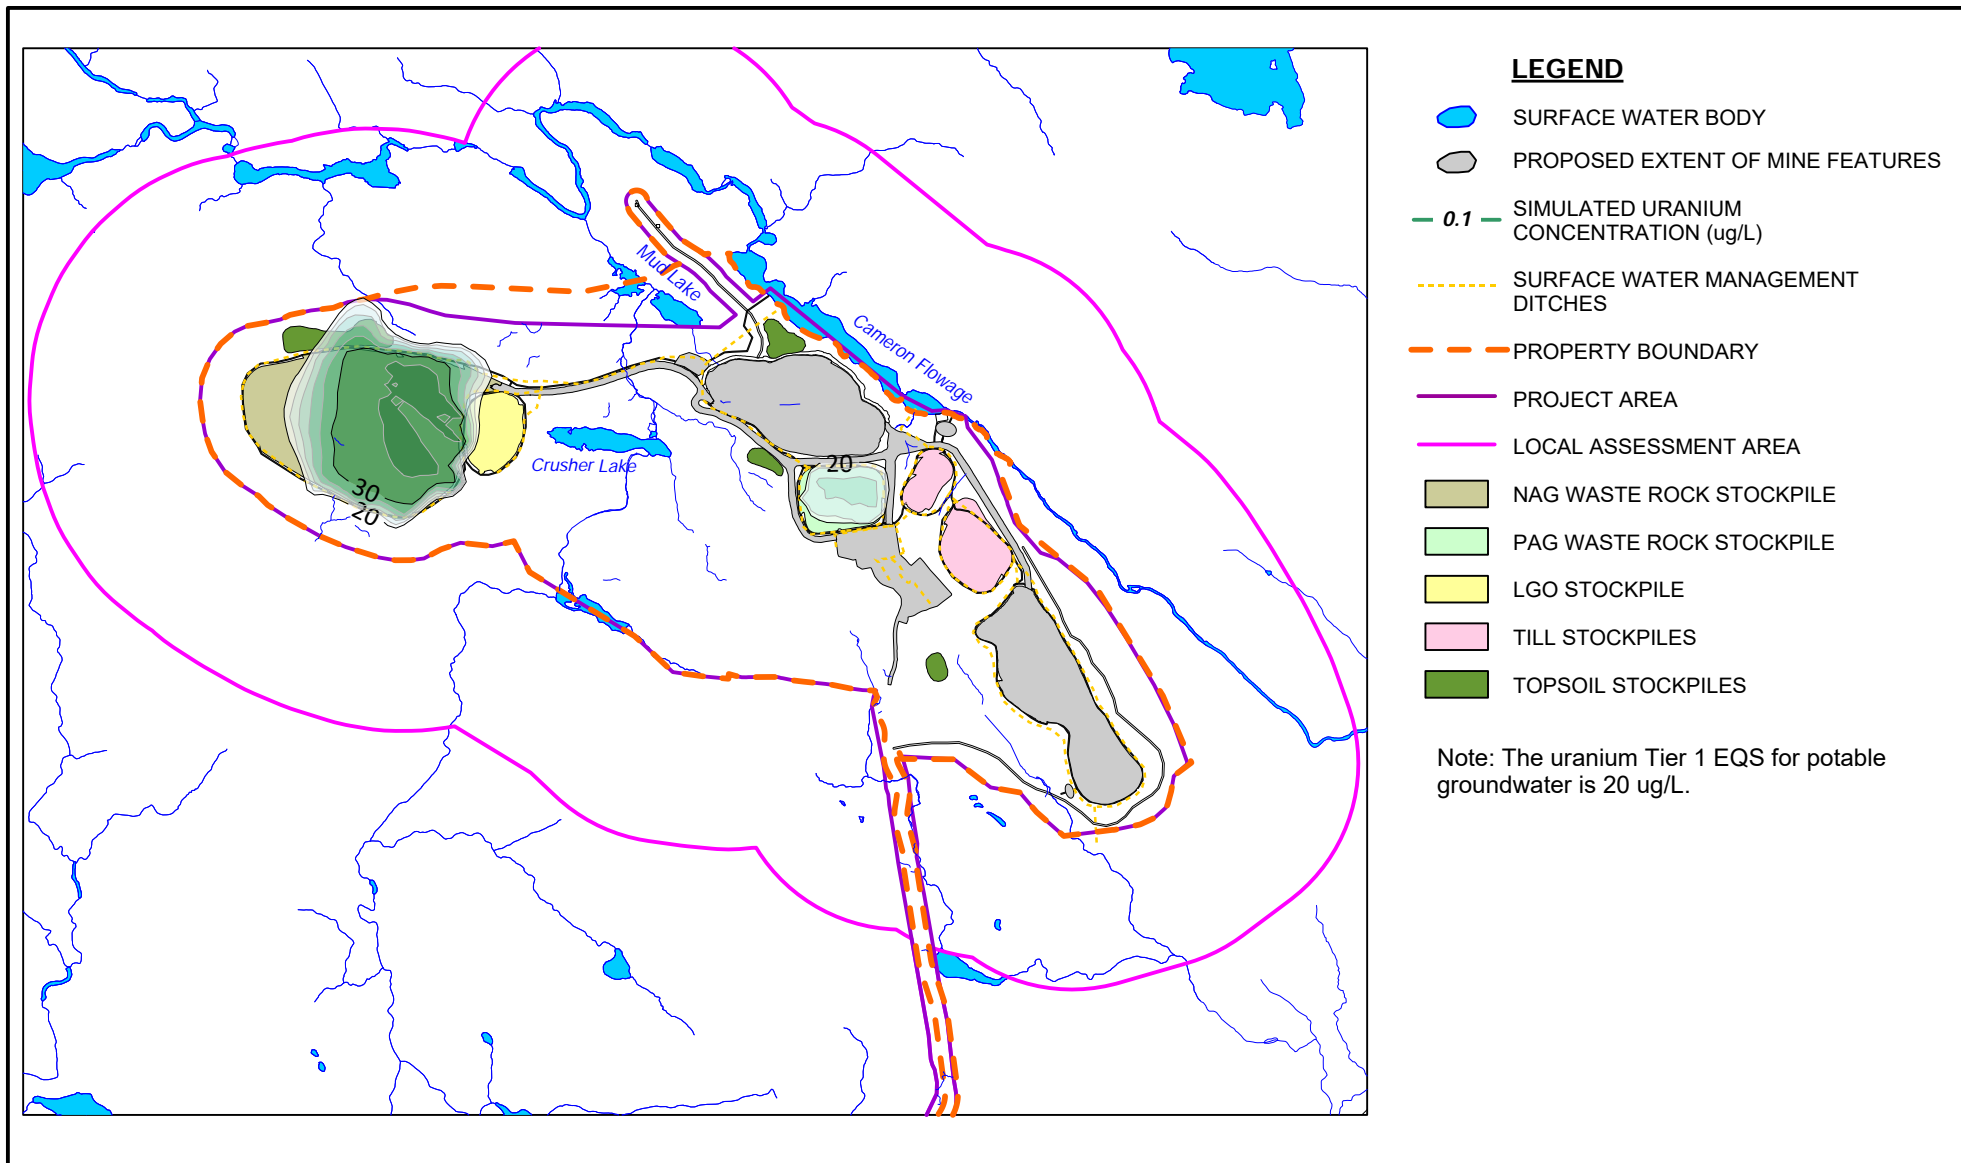 LEGEND
SURFACE WATER BODY
PROPOSED EXTENT OF MINE FEATURES
0.1
SIMULATED URANIUM
CONCENTRATION (ug/L)
SURFACE WATER MANAGEMENT
DITCHES
PROPERTY BOUNDARY
PROJECT AREA
LOCAL ASSESSMENT AREA
NAG WASTE ROCK STOCKPILE
PAG WASTE ROCK STOCKPILE
LGO STOCKPILE
TILL STOCKPILES
TOPSOIL STOCKPILES
Note: The uranium Tier 1 EQS for potable
groundwater is 20 ug/L.
Mud Lake
Cameron Flowage
Crusher Lake
20
30
20